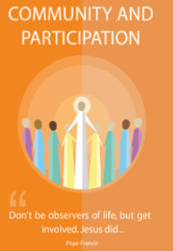 COMMUNITY AND
PARTICIPATION
“
Don't be observers of life, but get
involved. Jesus did ..
Pope Francis